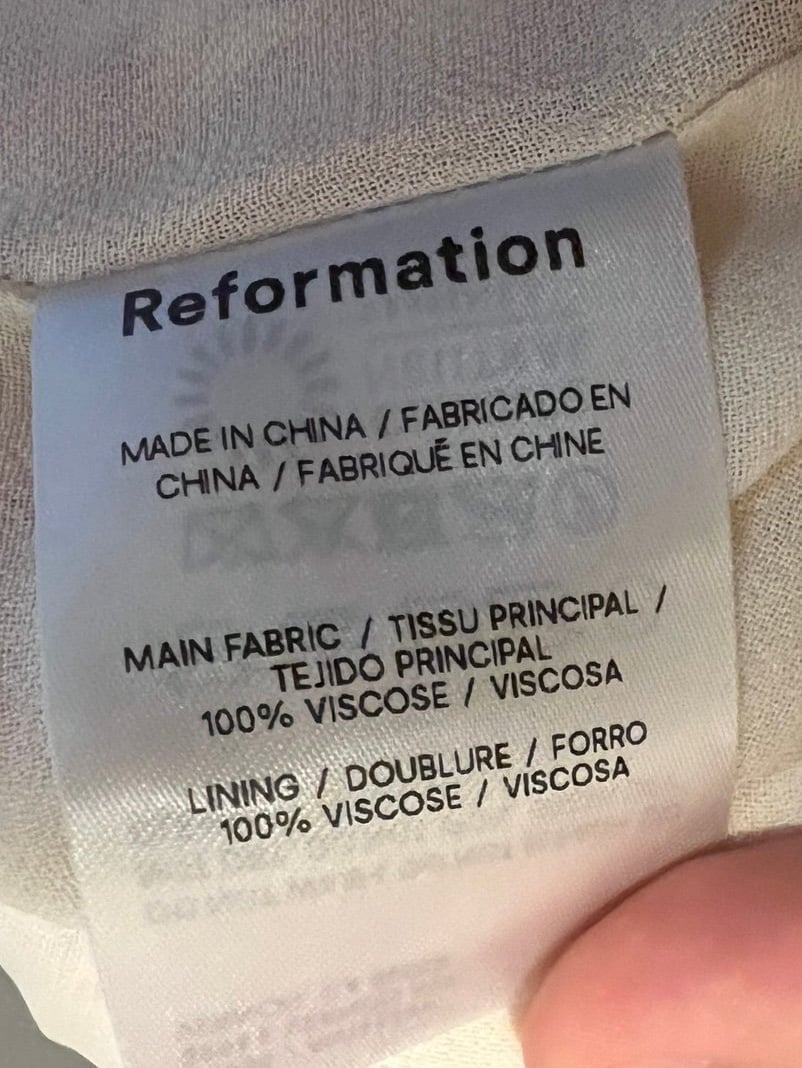 Reformation
MADE IN CHINA / FABRICADO EN
CHINA / FABRIQUÉ EN CHINE
MAIN FABRIC / TISSU PRINCIPAL /
TEJIDO PRINCIPAL
100% VISCOSE / VISCOSA
LINING / DOUBLURE / FORRO
100% VISCOSE / VISCOSA